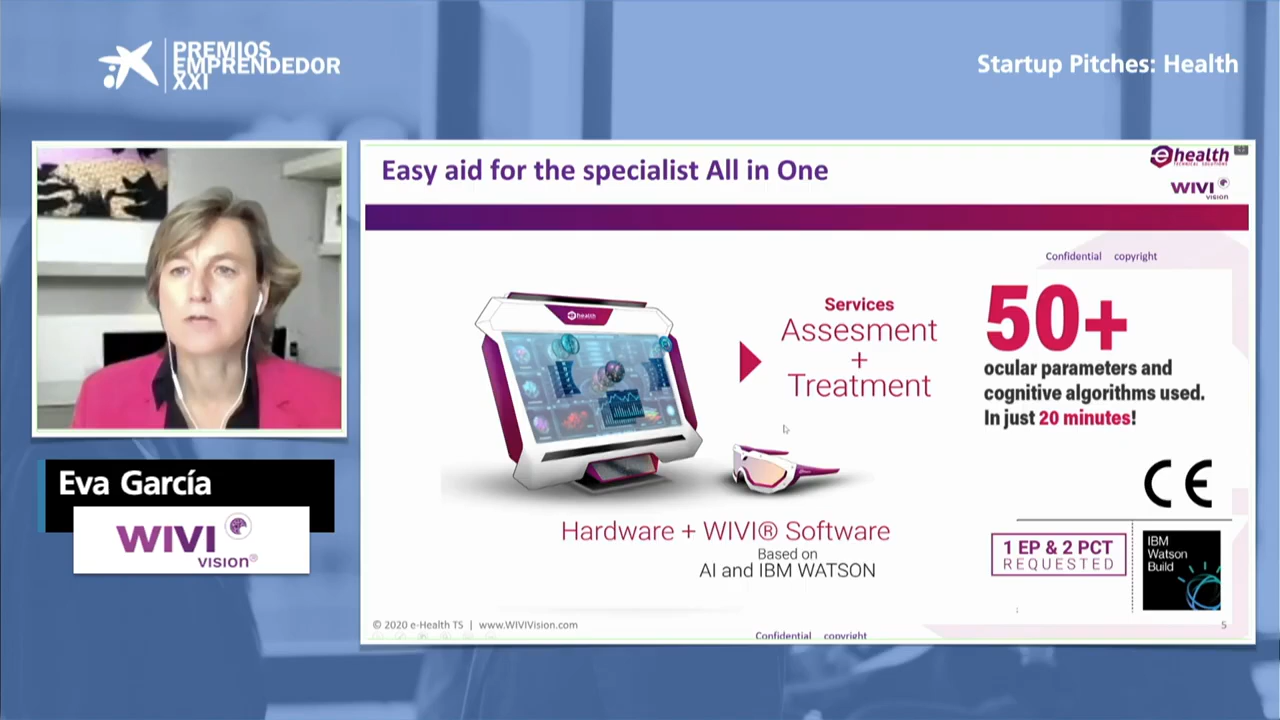 PREMIOS
EMPRENDEDOR
XXI
Startup Pitches: Health
Eva García
WIVI
vision®
Easy aid for the specialist All in One
ehealth
TECHNICAL SOLUTIONS
WIVI
vision
Confidential copyright
ehealth
Services
Assesment
+
Treatment
50+
ocular parameters and
cognitive algorithms used.
In just 20 minutes!
CE
Hardware + WIVI® Software
Based on
AI and IBM WATSON
1 EP & 2 PCT
REQUESTED
IBM
Watson
Build
© 2020 e-Health TS | www.WIVIVision.com
5
Confidential copyright